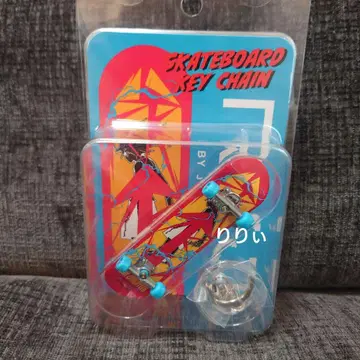 SKATEBOARD
KEY CHAIN
BY J
りりぃ